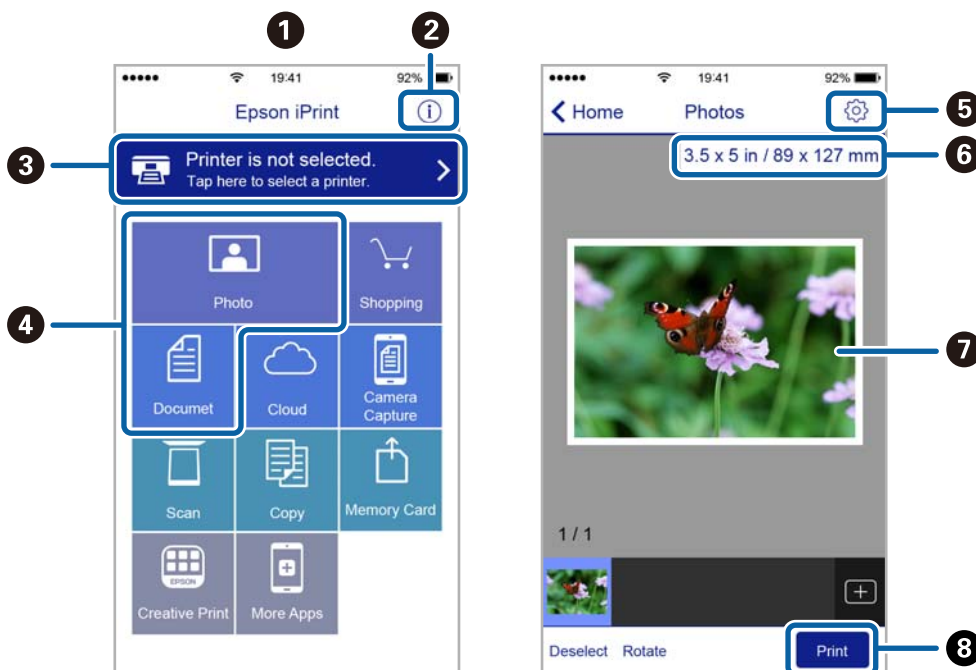 1
2
19:41
92%
Epson iPrint
3
Printer is not selected.
Tap here to select a printer.
4
Photo
Shopping
Documet
Cloud
Camera
Capture
Scan
Copy
Memory Card
EPSON
Creative Print
More Apps
19:41
92%
Home
Photos
5
3.5 x 5 in / 89 x 127 mm
6
7
1 / 1
Deselect
Rotate
Print
8